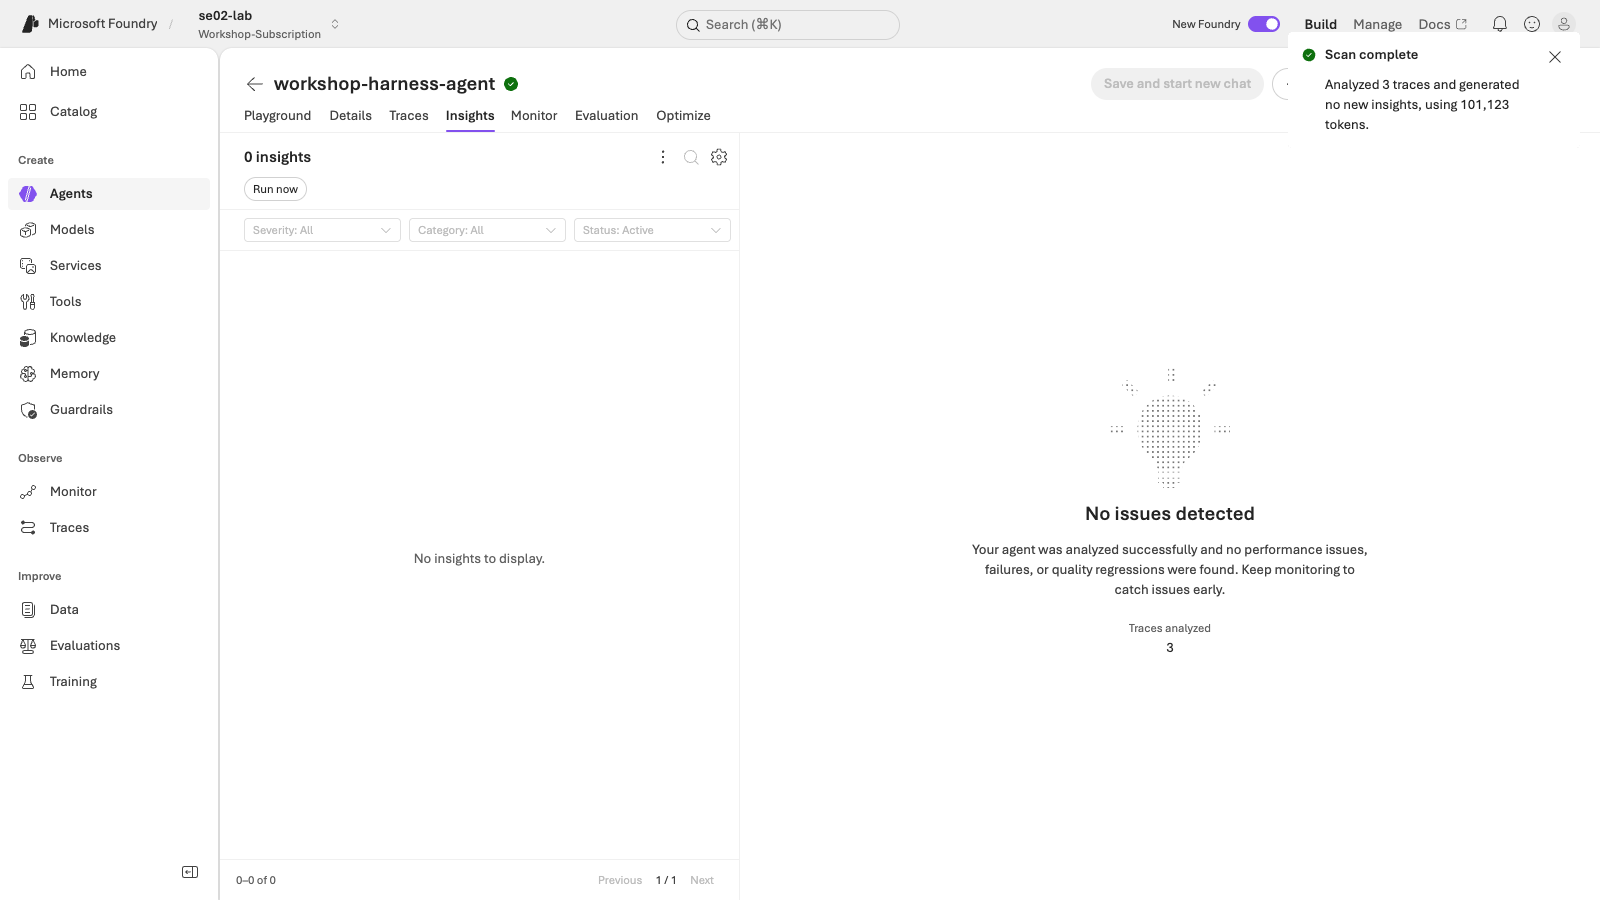 Microsoft Foundry
/
se02-lab
Workshop-Subscription
Search (⌘K)
New Foundry
Build
Manage
Docs
Scan complete
Analyzed 3 traces and generated
no new insights, using 101,123
tokens.
Home
Catalog
Create
Agents
Models
Services
Tools
Knowledge
Memory
Guardrails
Observe
Monitor
Traces
Improve
Data
Evaluations
Training
workshop-harness-agent
Save and start new chat
Playground
Details
Traces
Insights
Monitor
Evaluation
Optimize
0 insights
Run now
Severity: All
Category: All
Status: Active
No insights to display.
0–0 of 0
Previous
1 / 1
Next
No issues detected
Your agent was analyzed successfully and no performance issues,
failures, or quality regressions were found. Keep monitoring to
catch issues early.
Traces analyzed
3